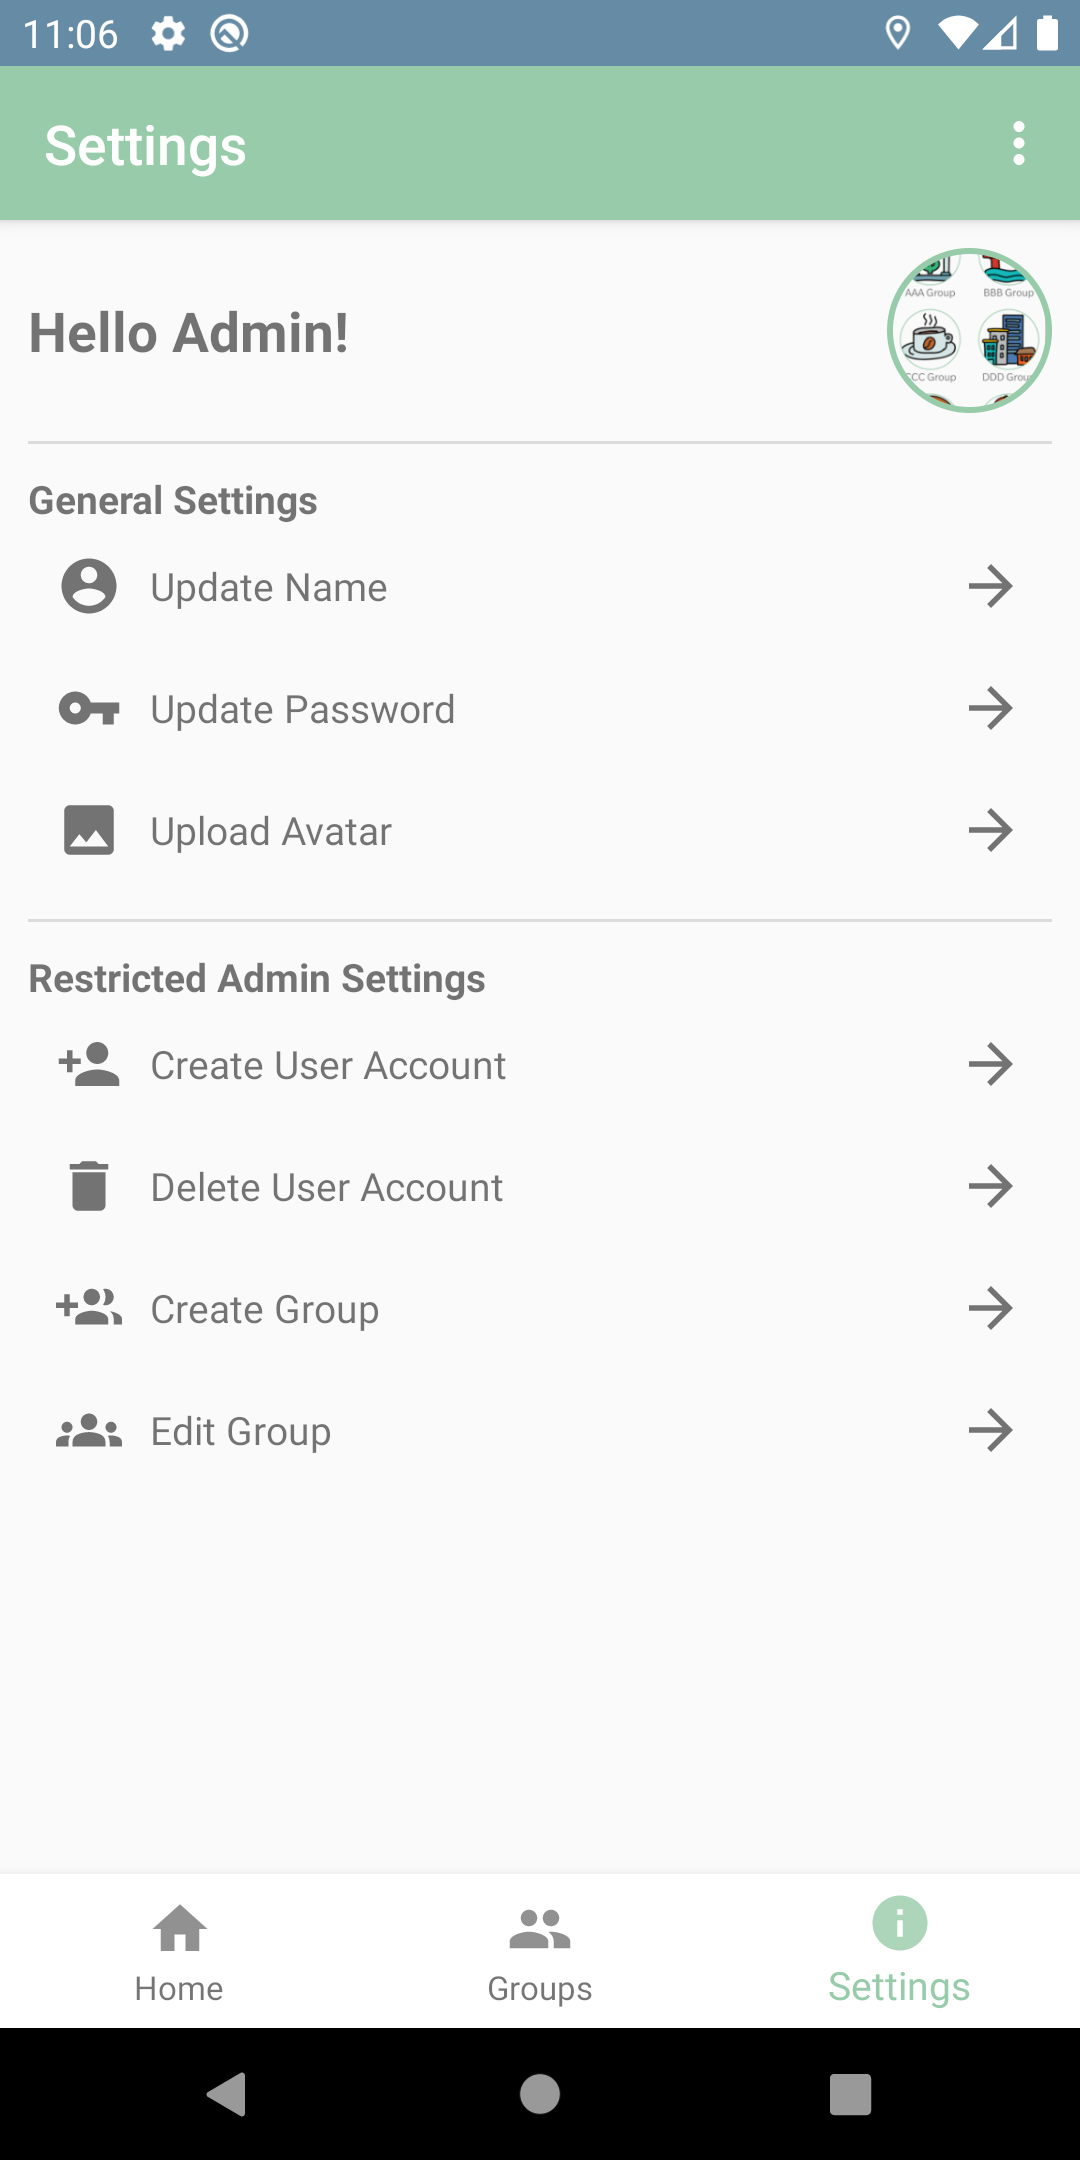 11:06
Settings
Hello Admin!
AAA Group
BBB Group
CCC Group
DDD Group
General Settings
Update Name
Update Password
Upload Avatar
Restricted Admin Settings
Create User Account
Delete User Account
Create Group
Edit Group
Home
Groups
Settings